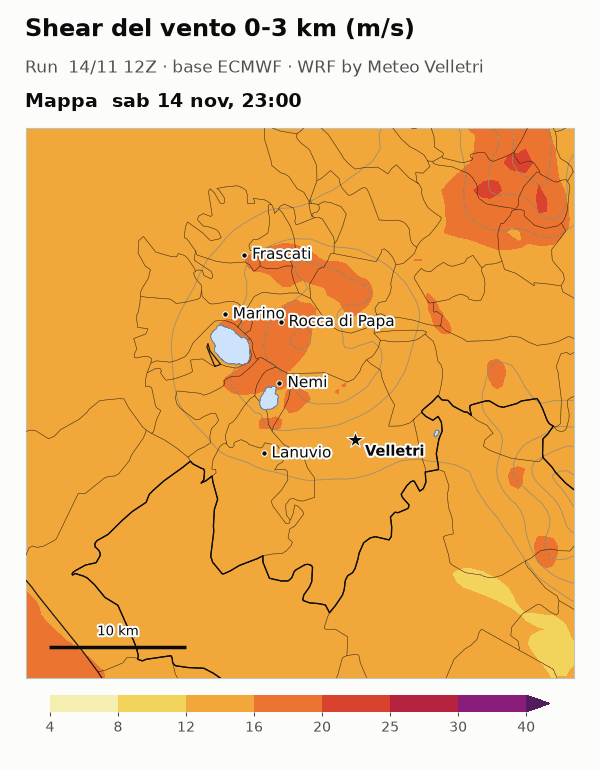 Shear del vento 0-3 km (m/s)
Run  14/11 12Z · base ECMWF · WRF by Meteo Velletri
Mappa  sab 14 nov, 23:00
Frascati
Marino
Rocca di Papa
Nemi
Velletri
Lanuvio
10 km
4 8 12 16 20 25 30 40